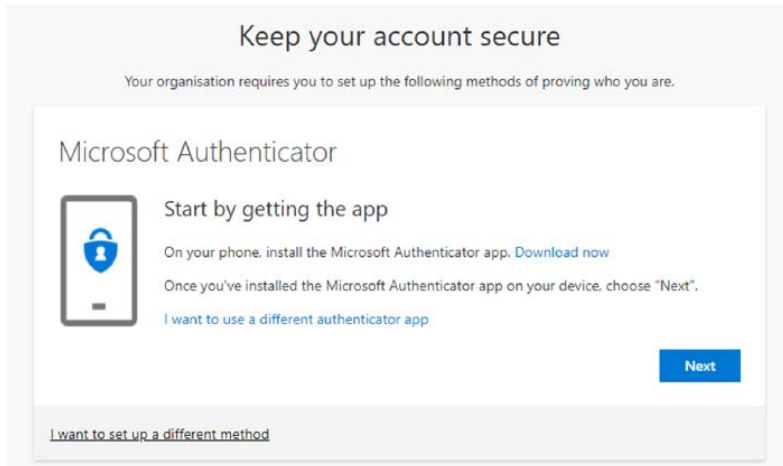 Keep your account secure
Your organisation requires you to set up the following methods of proving who you are.
Microsoft Authenticator
Start by getting the app
On your phone, install the Microsoft Authenticator app. Download now
Once you've installed the Microsoft Authenticator app on your device, choose "Next".
I want to use a different authenticator app
Next
I want to set up a different method